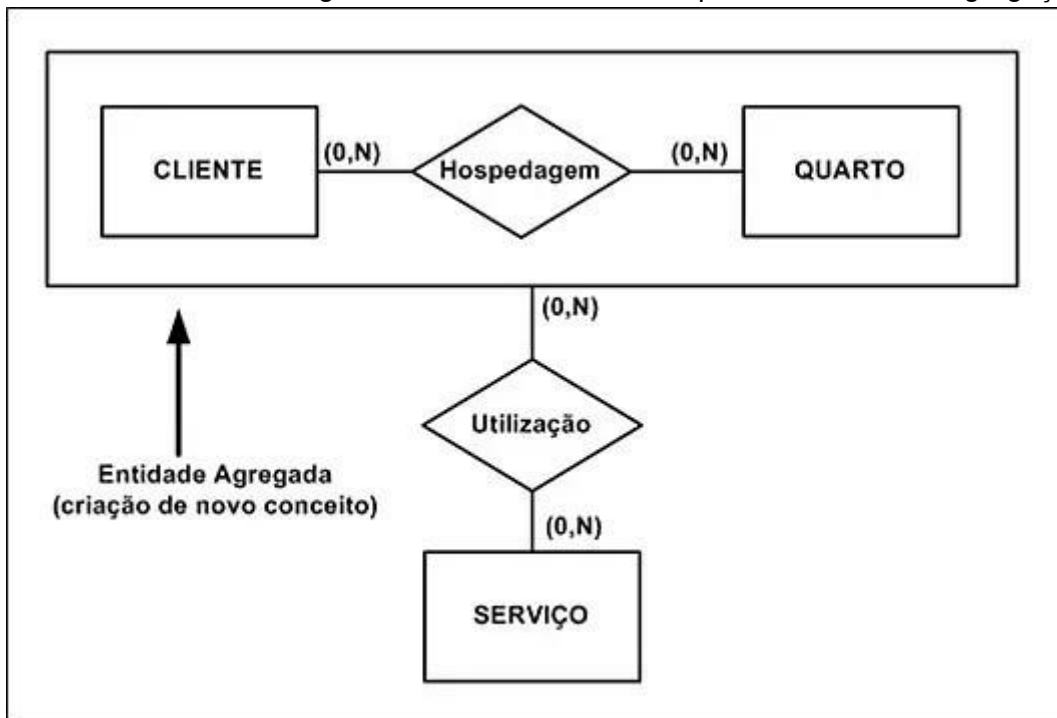 CLIENTE
(0,N)
Hospedagem
(0,N)
QUARTO
(0,N)
Utilização
Entidade Agregada
(criação de novo conceito)
(0,N)
SERVIÇO